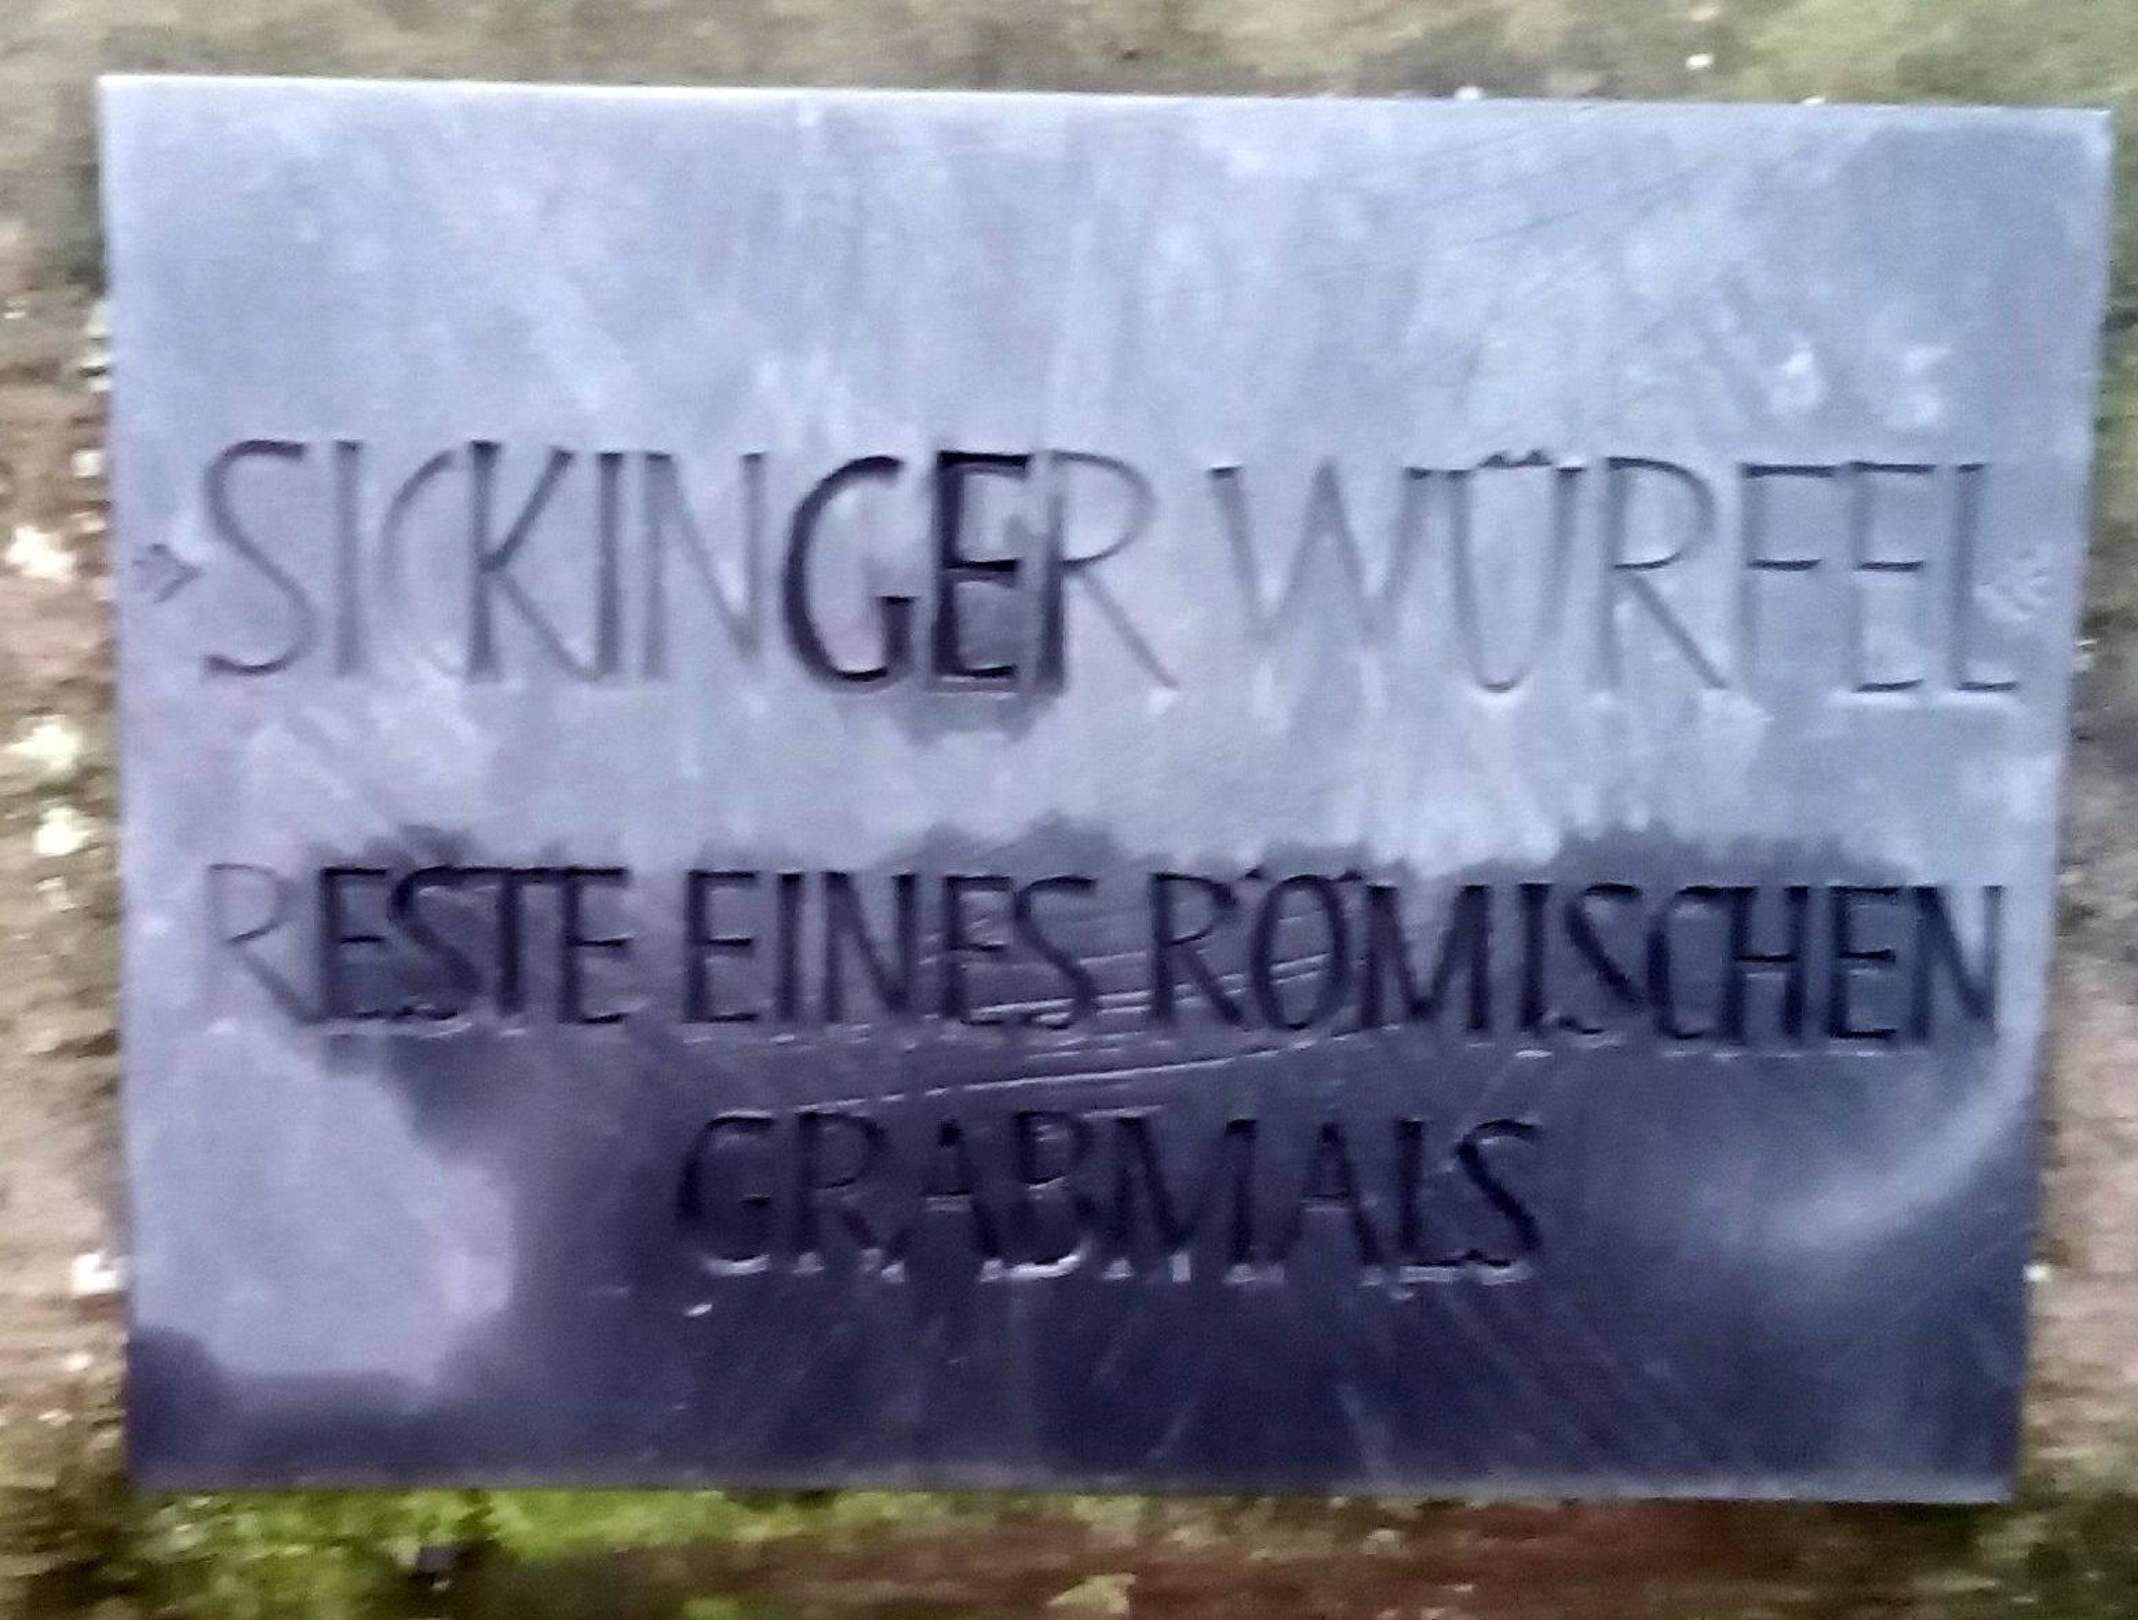 »SICKINGER WÜRFEL«
RESTE EINES RÖMISCHEN
GRABMALS